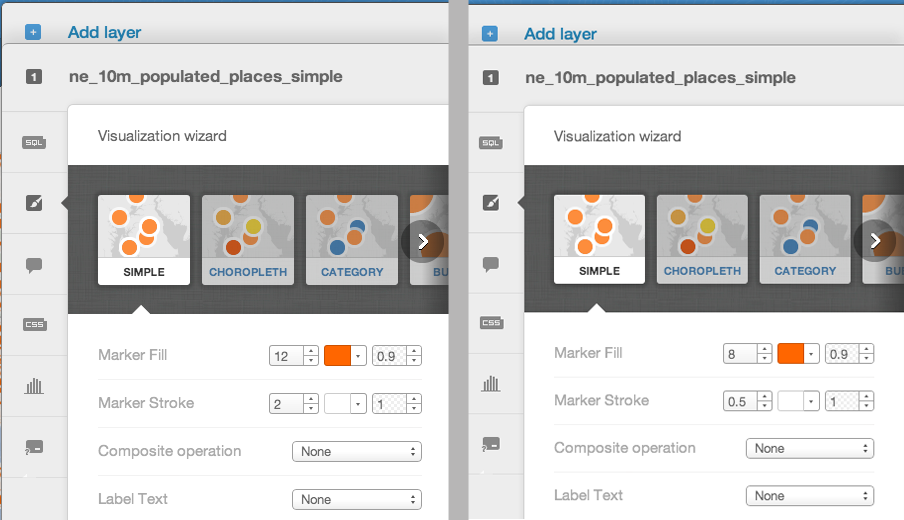 + Add layer
1 ne_10m_populated_places_simple
Visualization wizard
SQL
SIMPLE CHOROPLETH CATEGORY BU
Marker Fill 12 0.9
CSS
Marker Stroke 2 1
Composite operation None
?
Label Text None
+ Add layer
1 ne_10m_populated_places_simple
Visualization wizard
SQL
SIMPLE CHOROPLETH CATEGORY BU
CSS
Marker Fill 8 0.9
Marker Stroke 0.5 1
Composite operation None
?
Label Text None